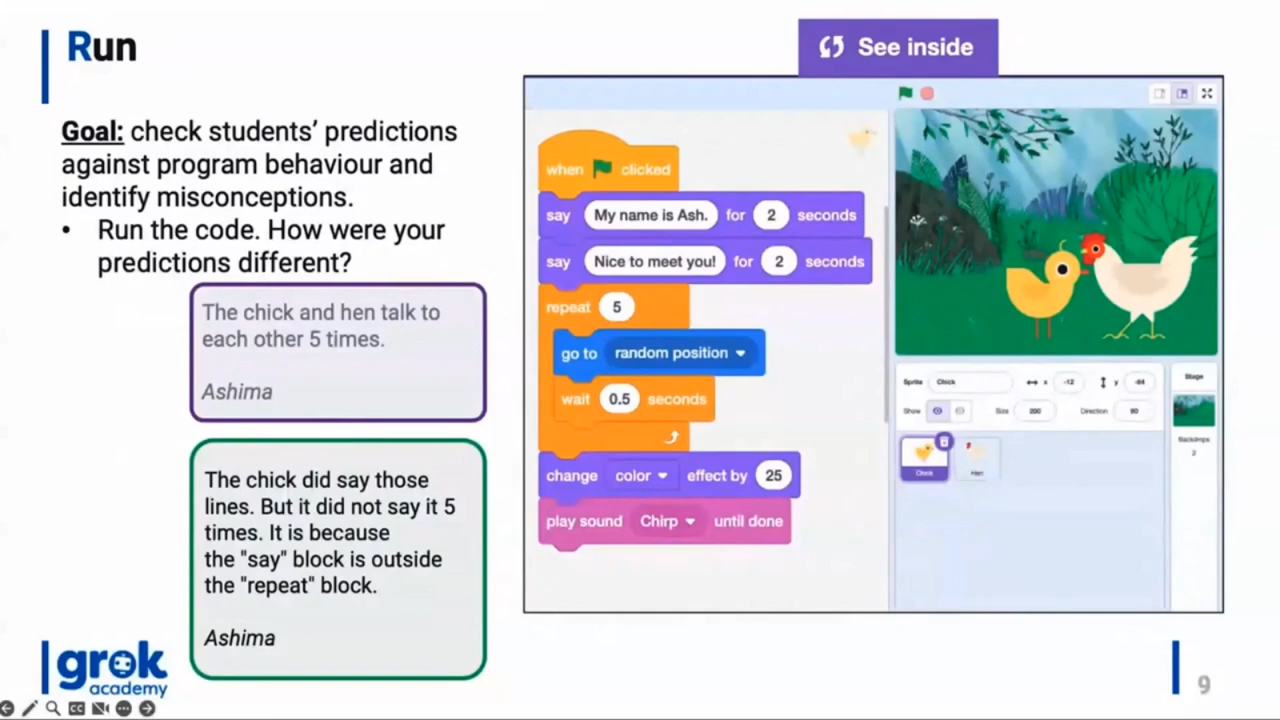 Run
See inside
Goal: check students' predictions
against program behaviour and
identify misconceptions.
• Run the code. How were your
predictions different?
The chick and hen talk to
each other 5 times.
Ashima
The chick did say those
lines. But it did not say it 5
times. It is because
the "say" block is outside
the "repeat" block.
Ashima
when clicked
say My name is Ash. for 2 seconds
say Nice to meet you! for 2 seconds
repeat 5
go to random position
wait 0.5 seconds
change color effect by 25
play sound Chirp until done
Sprite Chick x -12 y -84
Show Size 200 Direction 90
Chick
Hen
Stage
Backdrops
2
grok
academy
CC
9